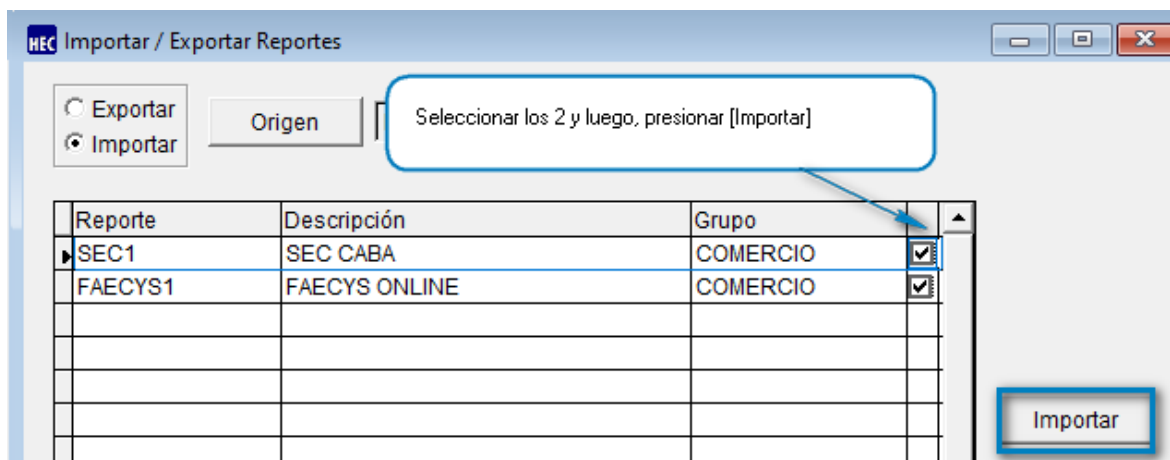 HEC Importar / Exportar Reportes
Exportar
Importar
Origen
Seleccionar los 2 y luego, presionar [Importar]
Reporte Descripción Grupo
SEC1 SEC CABA COMERCIO
FAECYS1 FAECYS ONLINE COMERCIO
Importar